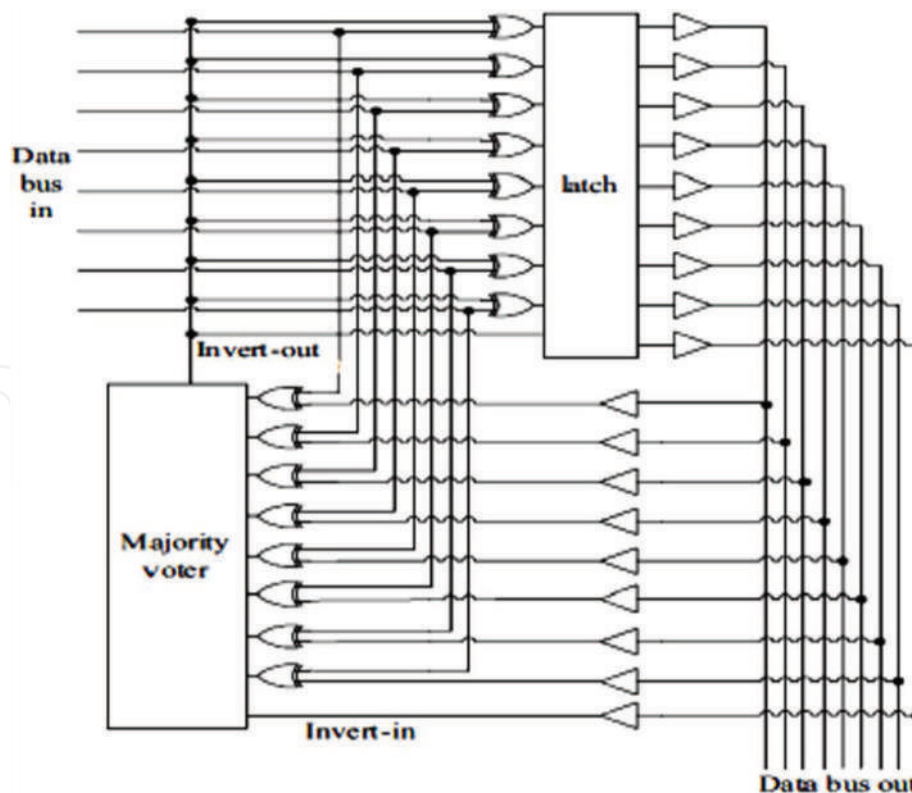 Data
bus
in
latch
Invert-out
Majority
voter
Invert-in
Data bus out